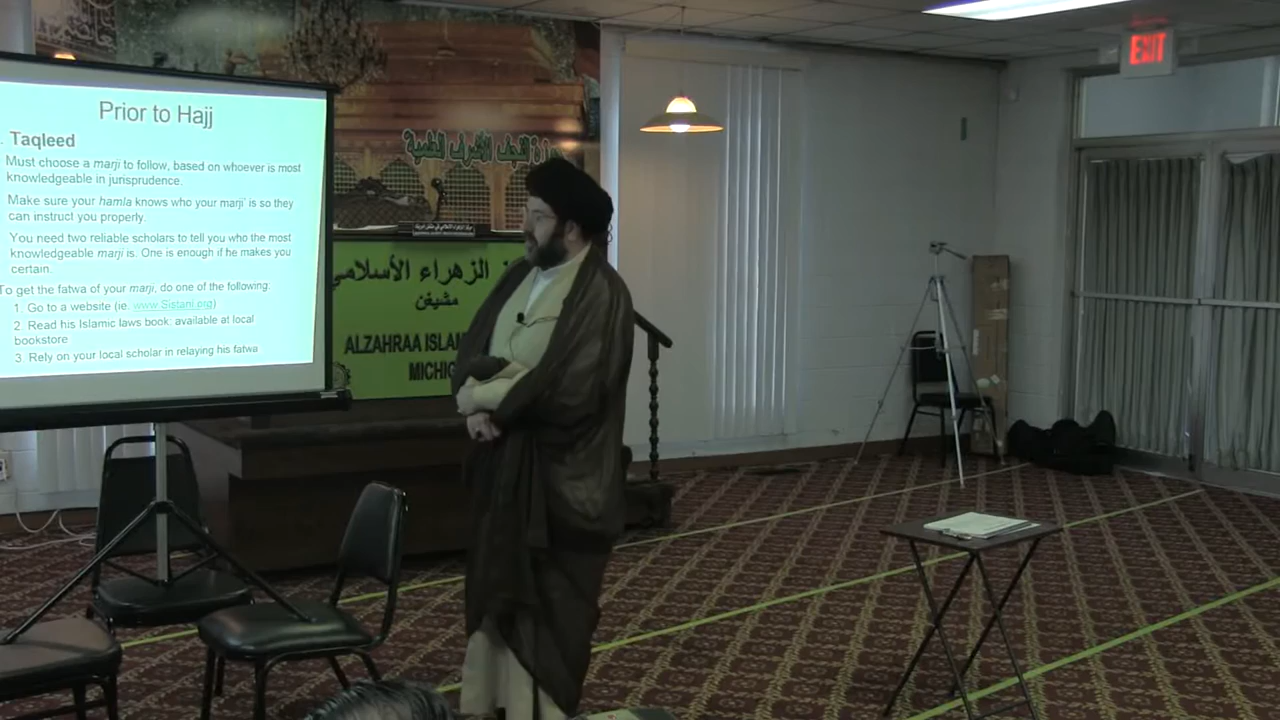 Prior to Hajj
Taqleed
Must choose a marji to follow, based on whoever is most
knowledgeable in jurisprudence.
Make sure your hamla knows who your marji' is so they
can instruct you properly.
You need two reliable scholars to tell you who the most
knowledgeable marji is. One is enough if he makes you
certain.
To get the fatwa of your marji, do one of the following.
1. Go to a website (ie. www.Sistani.org)
2. Read his Islamic laws book: available at local
bookstore
3. Rely on your local scholar in relaying his fatwa
النجف الأشرف العلمية
الزهراء الأسلامي
مشيغن
ALZAHRAA
EXIT